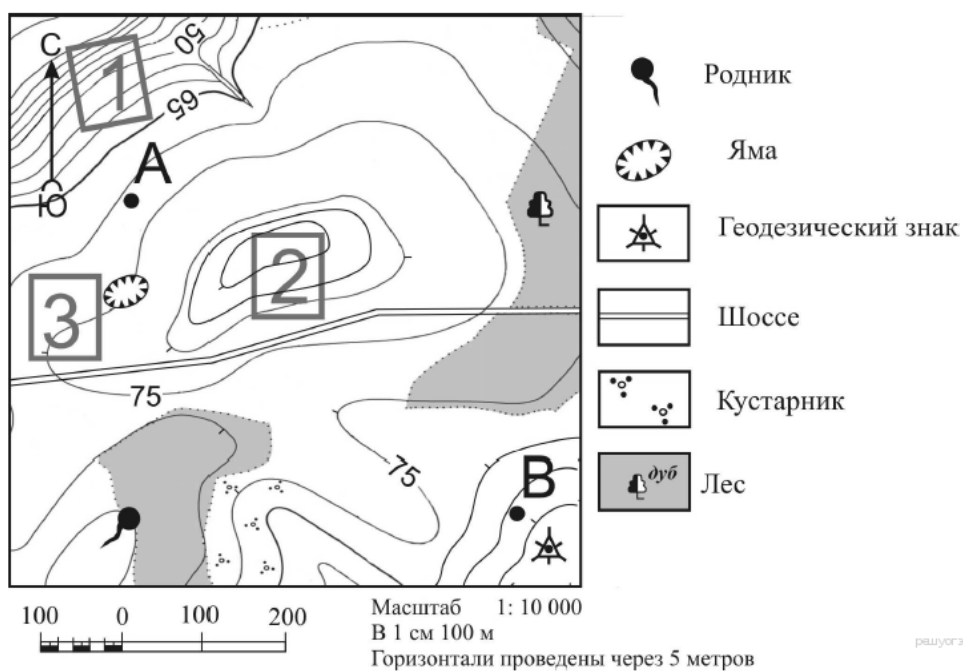 С
1
50
65
Ю
А
2
3
75
75
В
Родник
Яма
Геодезический знак
Шоссе
Кустарник
дуб
Лес
100 0 100 200
Масштаб 1: 10 000
В 1 см 100 м
Горизонтали проведены через 5 метров
решуогэ